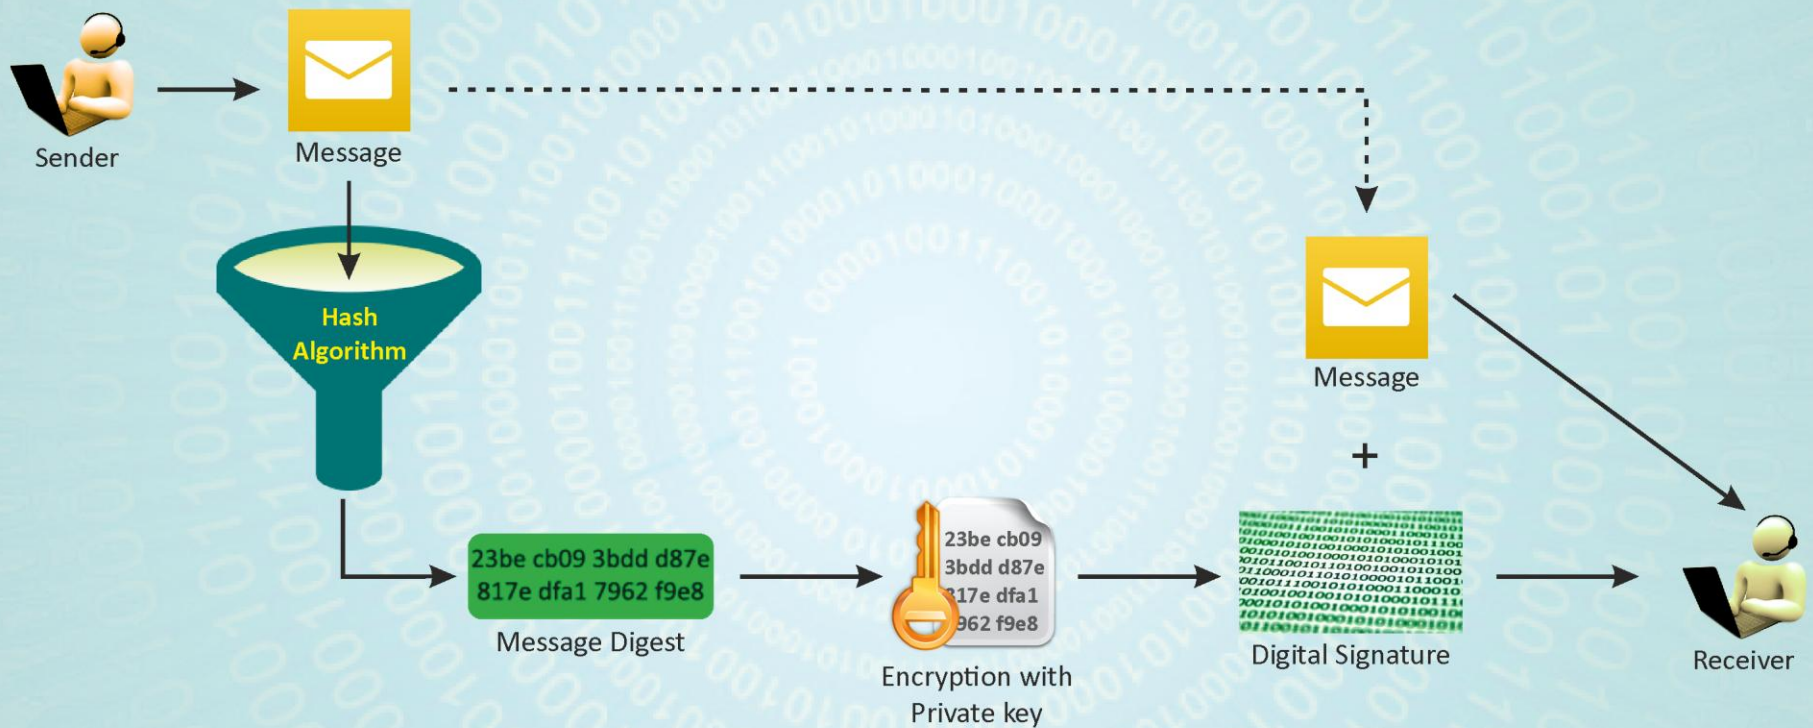 Sender
Message
Hash
Algorithm
Message
+
23be cb09 3bdd d87e
817e dfa1 7962 f9e8
Message Digest
23be cb09
3bdd d87e
817e dfa1
7962 f9e8
Encryption with
Private key
Digital Signature
Receiver